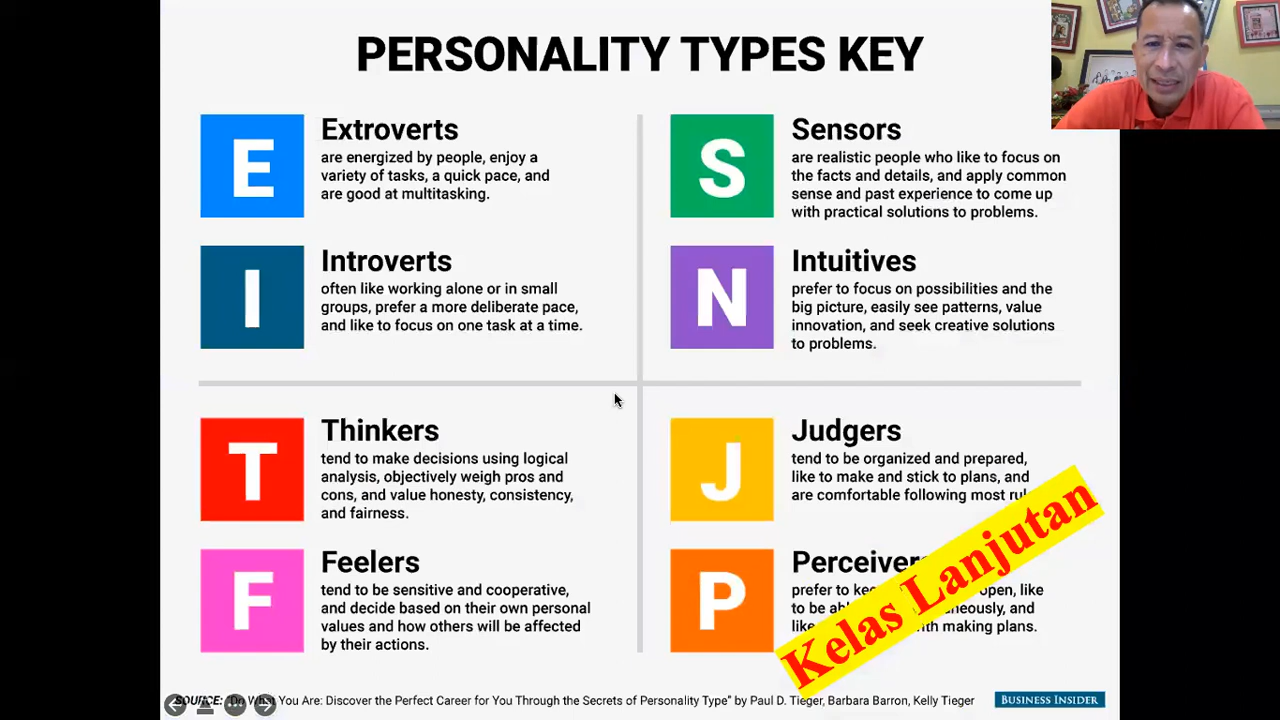 PERSONALITY TYPES KEY
E
Extroverts
are energized by people, enjoy a
variety of tasks, a quick pace, and
are good at multitasking.
I
Introverts
often like working alone or in small
groups, prefer a more deliberate pace,
and like to focus on one task at a time.
S
Sensors
are realistic people who like to focus on
the facts and details, and apply common
sense and past experience to come up
with practical solutions to problems.
N
Intuitives
prefer to focus on possibilities and the
big picture, easily see patterns, value
innovation, and seek creative solutions
to problems.
T
Thinkers
tend to make decisions using logical
analysis, objectively weigh pros and
cons, and value honesty, consistency,
and fairness.
F
Feelers
tend to be sensitive and cooperative,
and decide based on their own personal
values and how others will be affected
by their actions.
J
Judgers
tend to be organized and prepared,
like to make and stick to plans, and
are comfortable following most
P
prefer to open, like
to be and
like making plans.
Kelas Lanjutan
SOURCE: "Do What You Are: Discover the Perfect Career for You Through the Secrets of Personality Type" by Paul D. Tieger, Barbara Barron, Kelly Tieger
BUSINESS INSIDER